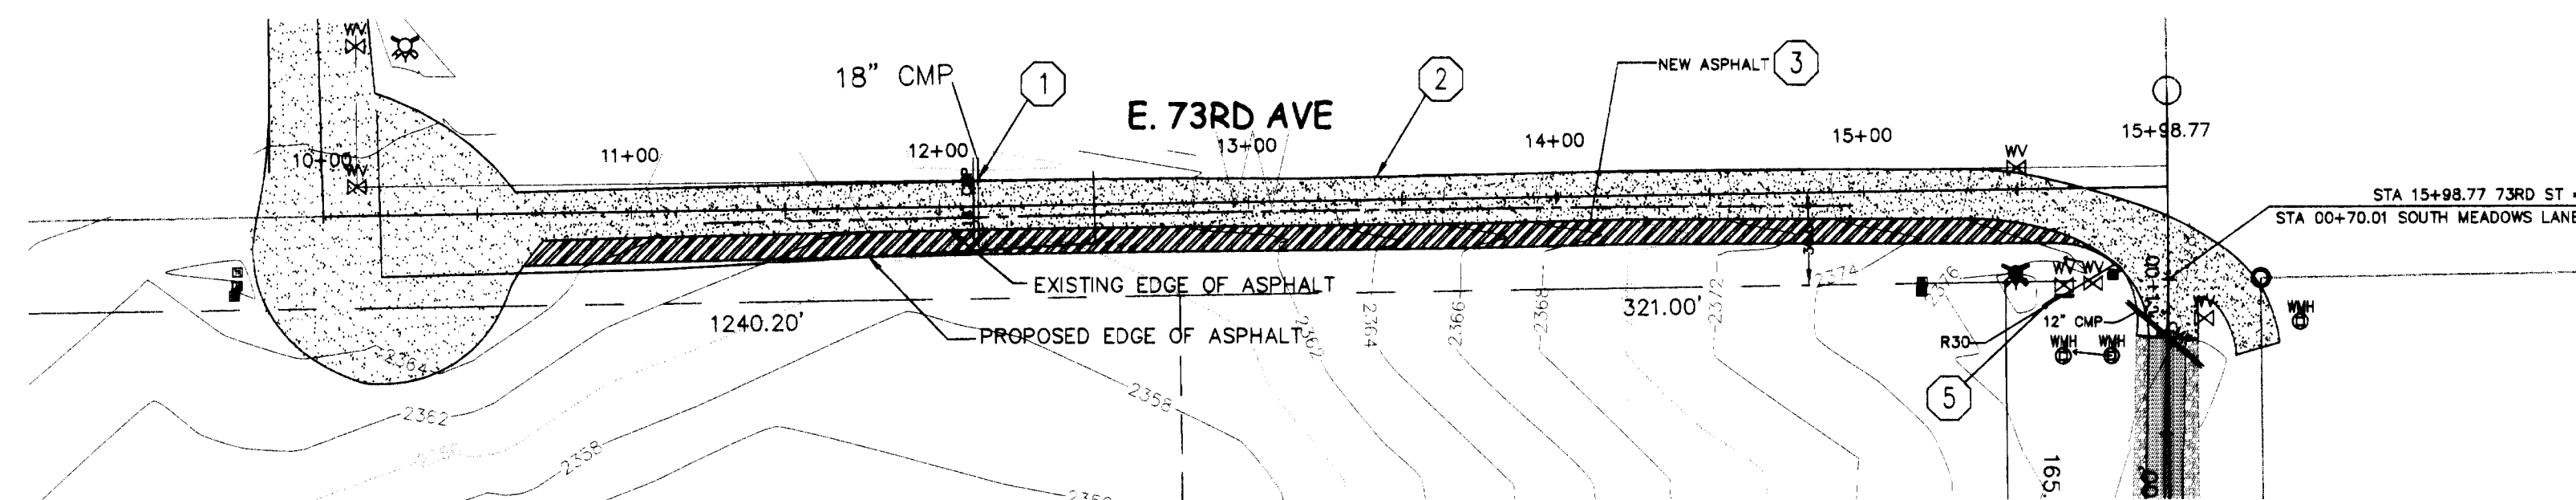 WV
18" CMP
1
2
NEW ASPHALT 3
E. 73RD AVE
10+00
11+00
12+00
13+00
14+00
15+00
15+98.77
WV
WV
STA 15+98.77 73RD ST =
STA 00+70.01 SOUTH MEADOWS LANE
EXISTING EDGE OF ASPHALT
PROPOSED EDGE OF ASPHALT
1240.20'
321.00'
2364
2362
2358
2358
2362
2364
2366
2368
2372
2374
2376
WV WV
WV
12" CMP
R30
WMH WMH
WMH
5
165.